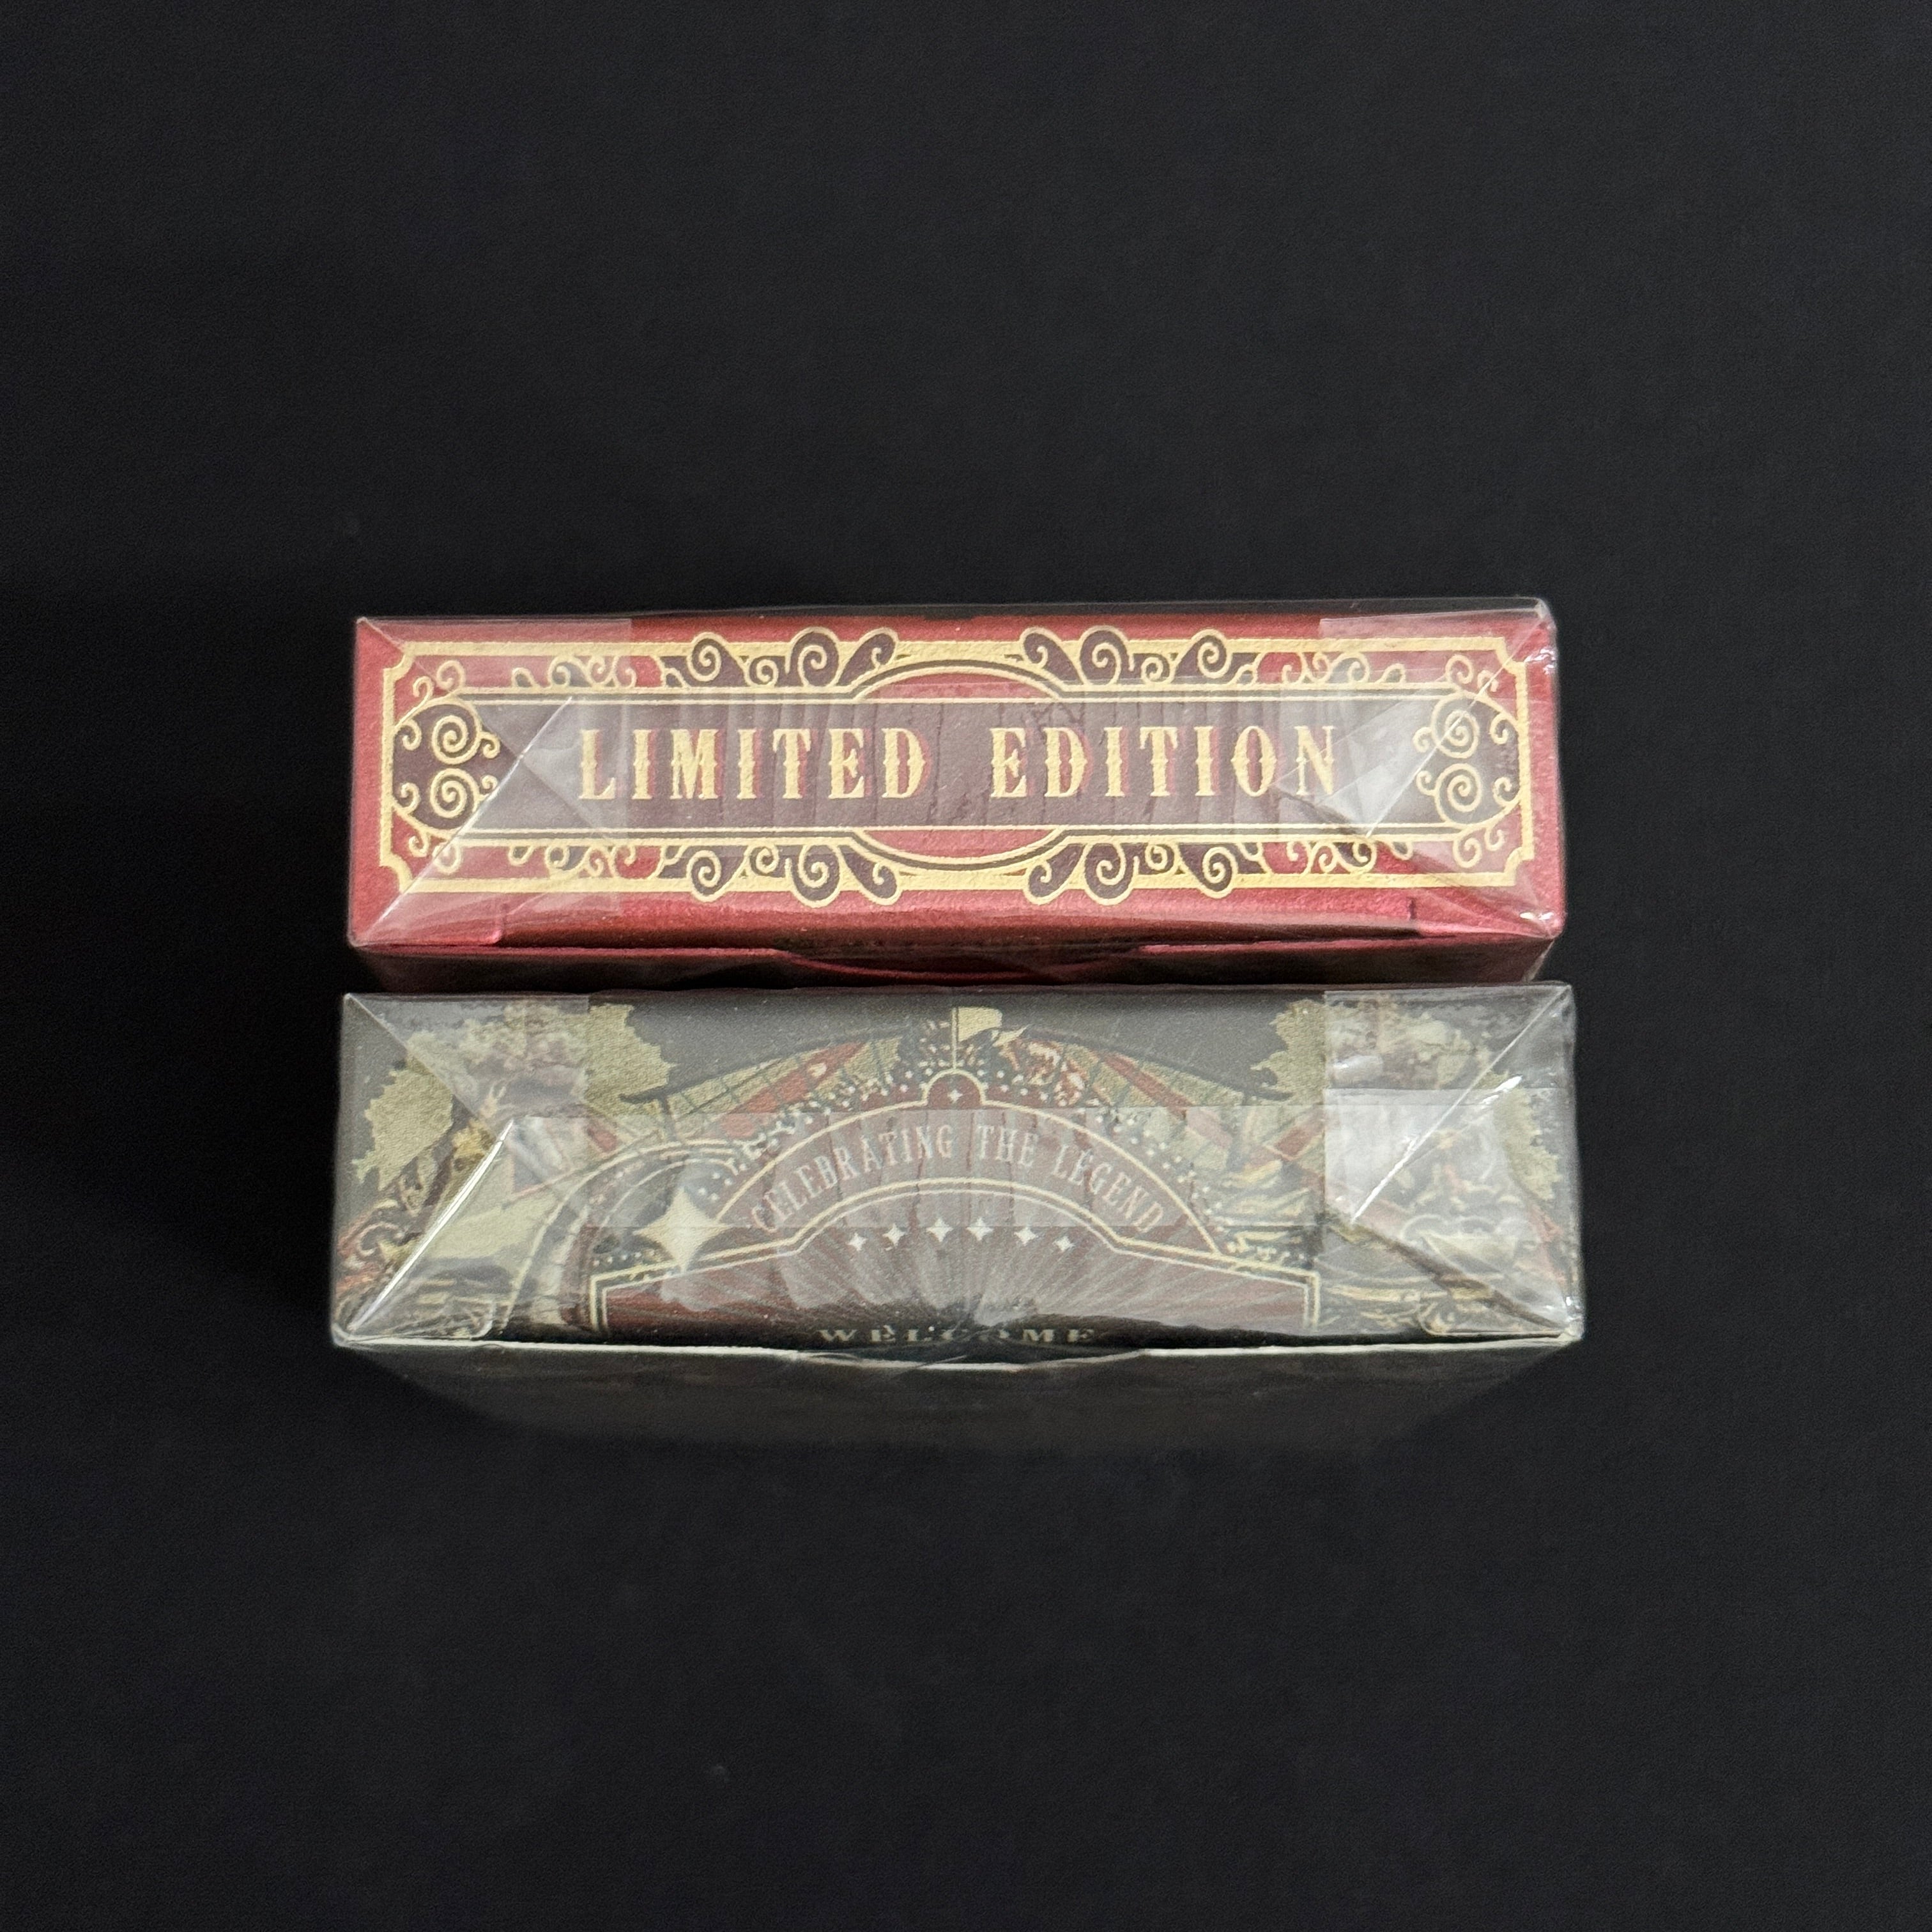 LIMITED EDITION
CELEBRATING THE LEGEND
WELCOME